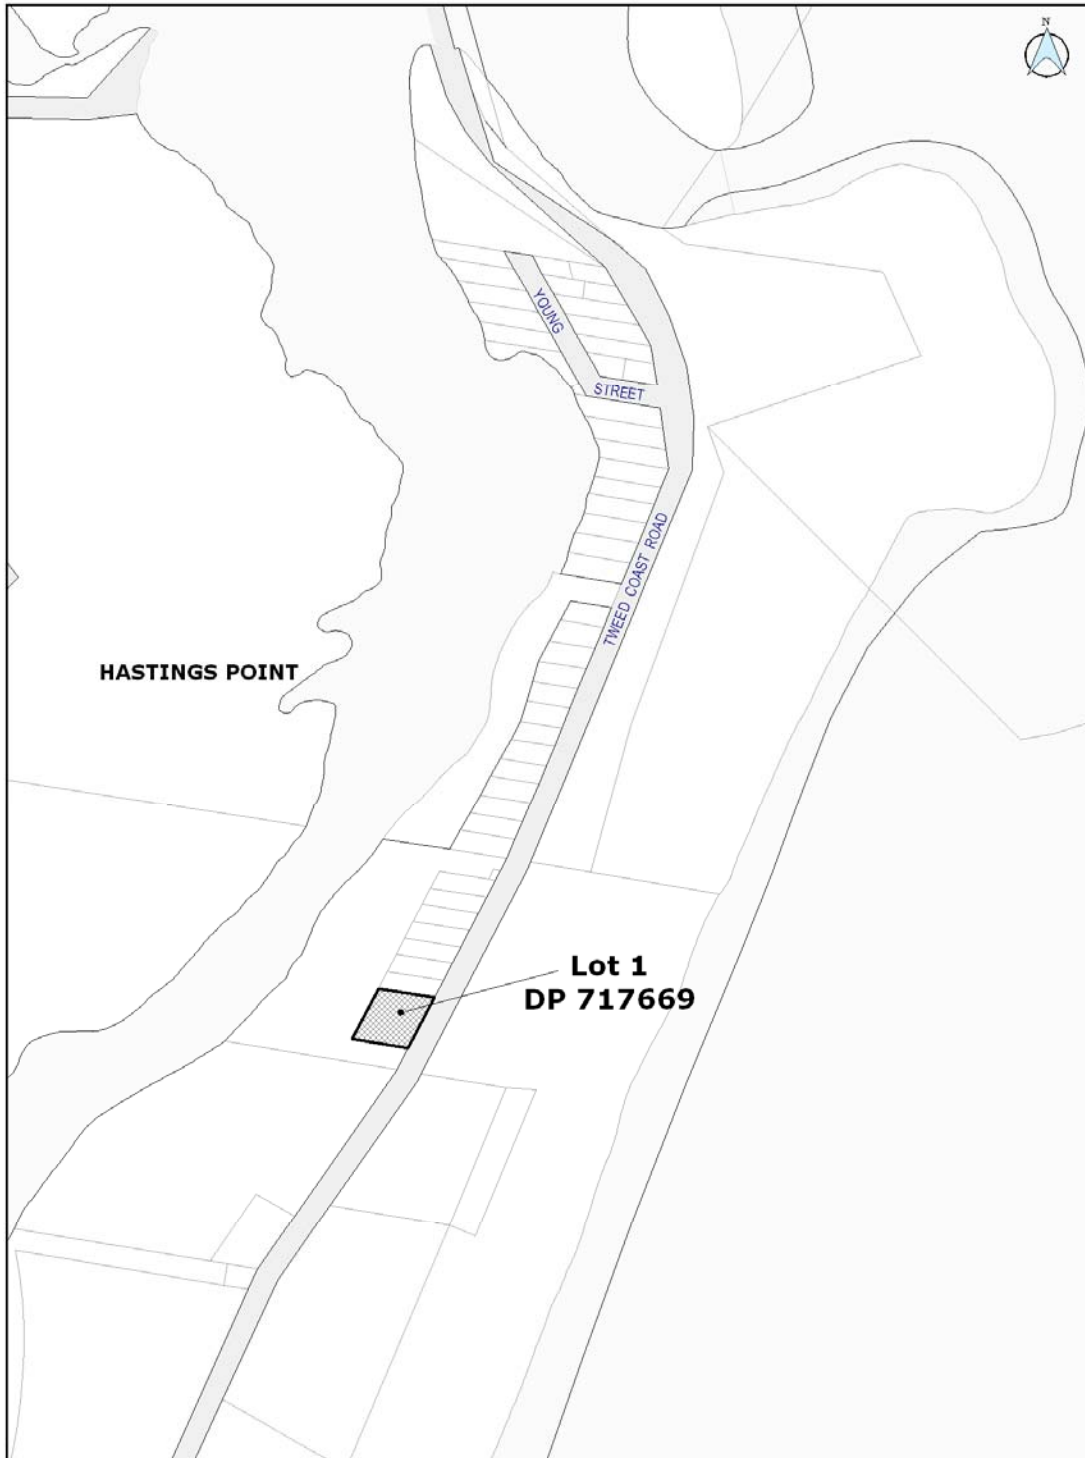 N
YOUNG
STREET
TWEED COAST ROAD
HASTINGS POINT
Lot 1
DP 717669